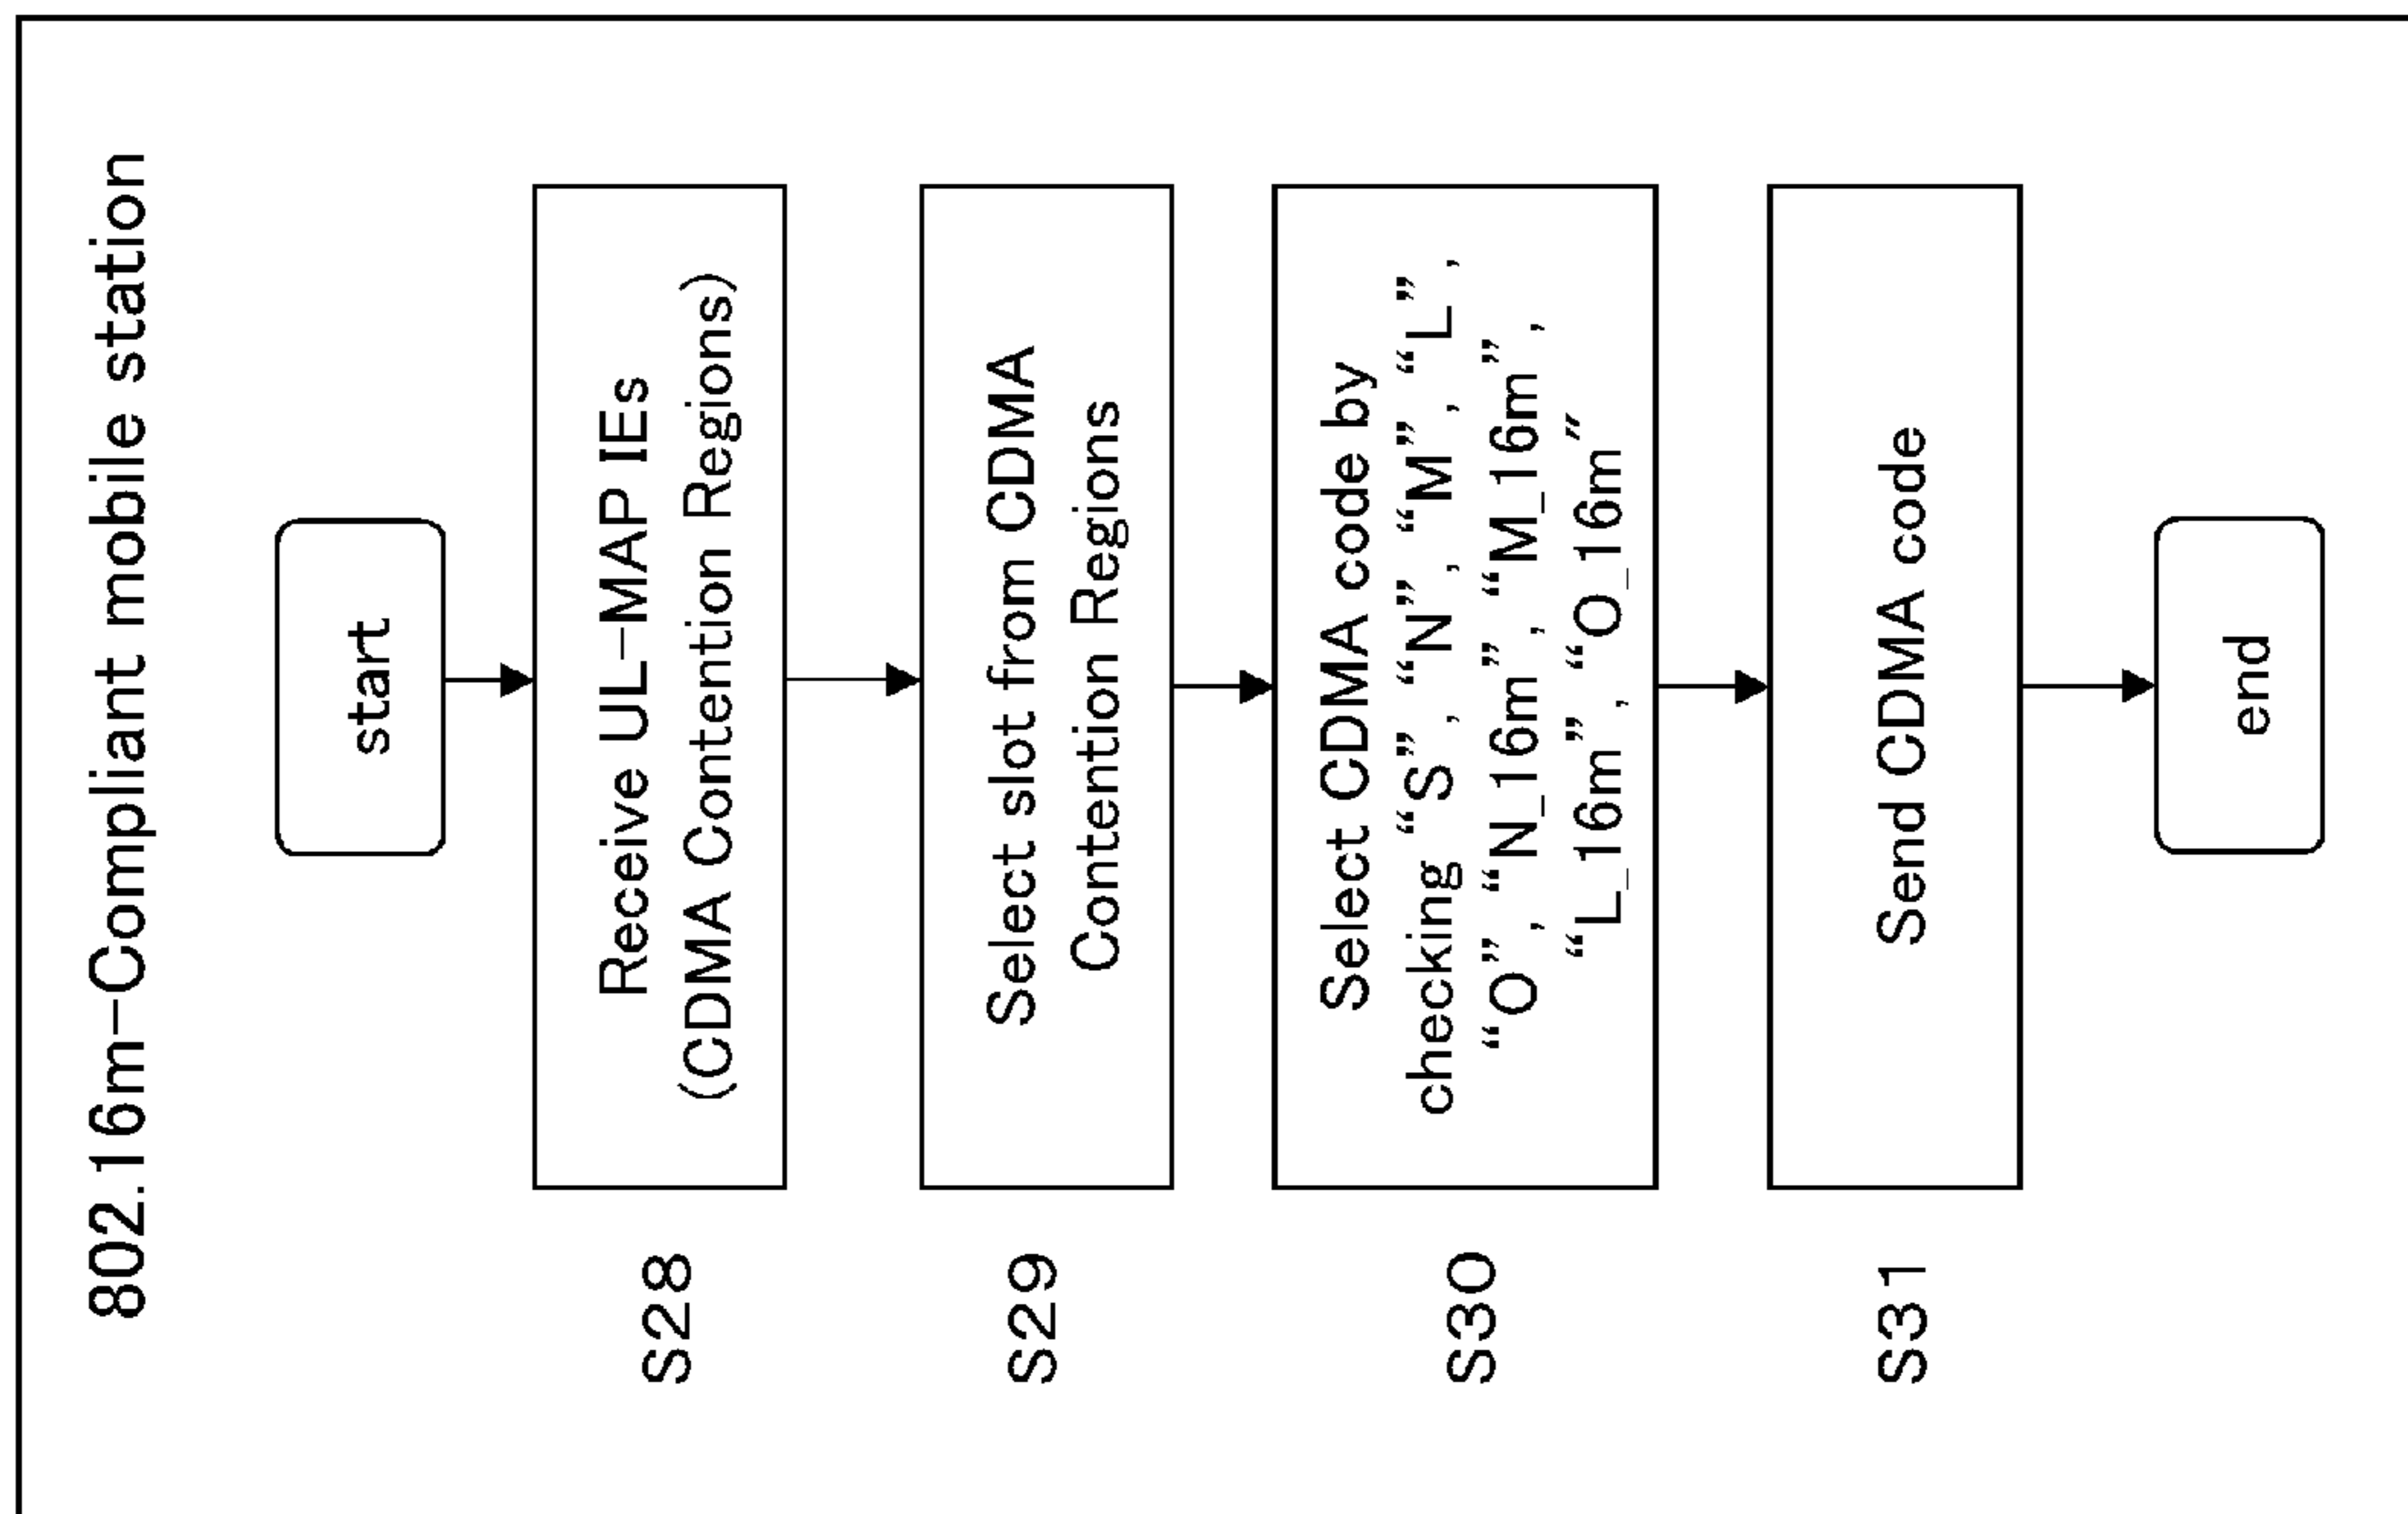 802.16m-Compliant mobile station
start
S28
Receive UL-MAP IEs
(CDMA Contention Regions)
S29
Select slot from CDMA
Contention Regions
S30
Select CDMA code by
checking “S”, “N”, “M”, “L”,
“O”, “N_16m”, “M_16m”,
“L_16m”, “O_16m”
S31
Send CDMA code
end